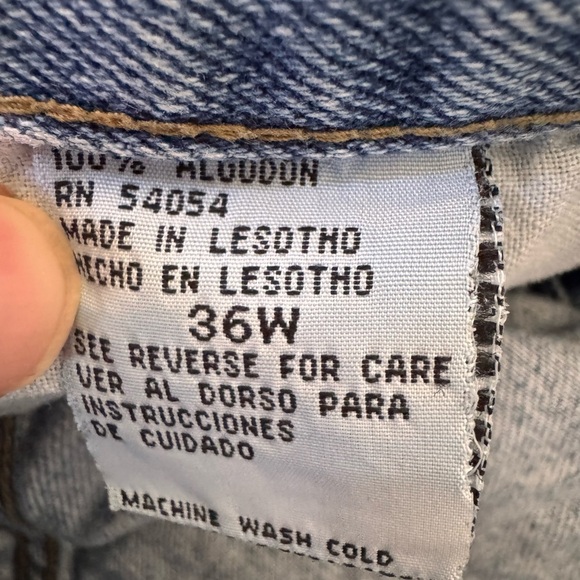 100% ALGODON
RN 54054
MADE IN LESOTHO
HECHO EN LESOTHO
36W
SEE REVERSE FOR CARE
VER AL DORSO PARA
INSTRUCCIONES
DE CUIDADO
MACHINE WASH COLD